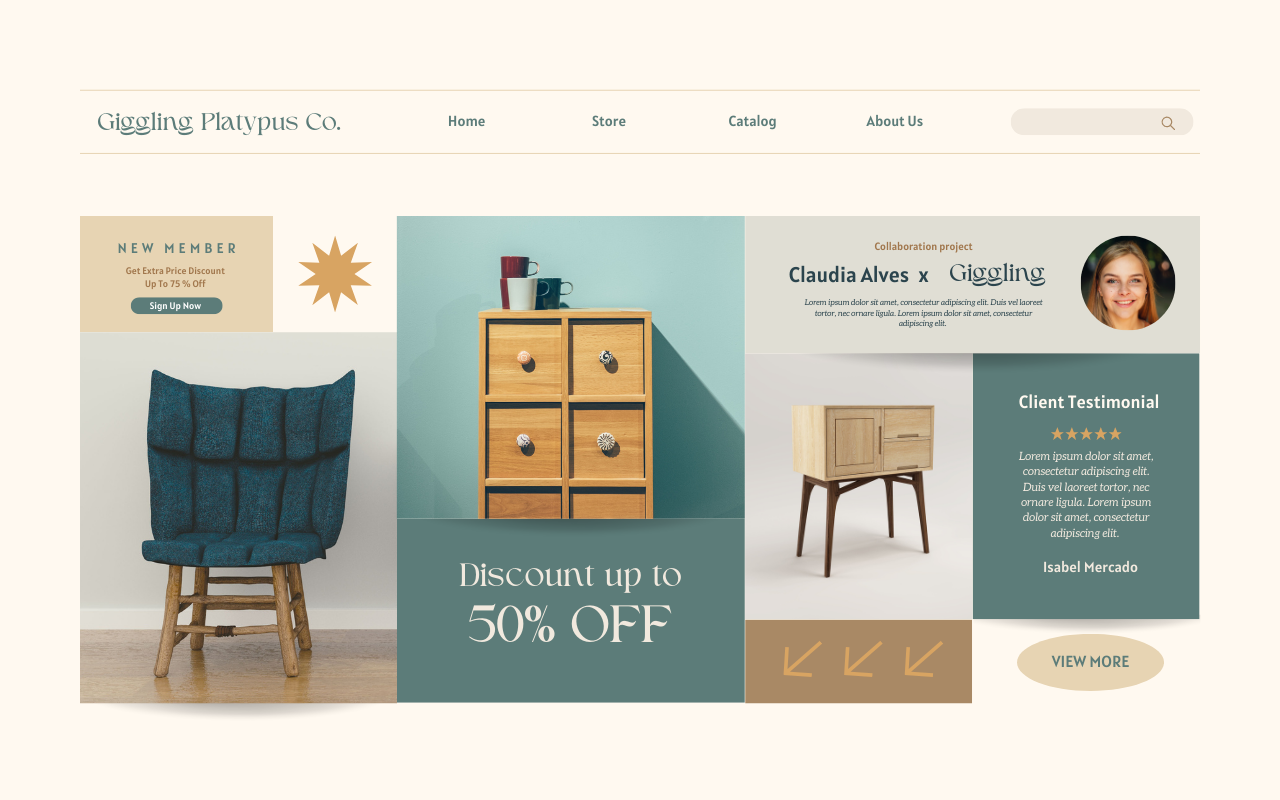 Giggling Platypus Co.
Home
Store
Catalog
About Us
NEW MEMBER
Get Extra Price Discount
Up To 75 % Off
Sign Up Now
Discount up to
50% OFF
Collaboration project
Claudia Alves x Giggling
Lorem ipsum dolor sit amet, consectetur adipiscing elit. Duis vel laoreet
tortor, nec ornare ligula. Lorem ipsum dolor sit amet, consectetur
adipiscing elit.
Client Testimonial
Lorem ipsum dolor sit amet,
consectetur adipiscing elit.
Duis vel laoreet tortor, nec
ornare ligula. Lorem ipsum
dolor sit amet, consectetur
adipiscing elit.
Isabel Mercado
VIEW MORE